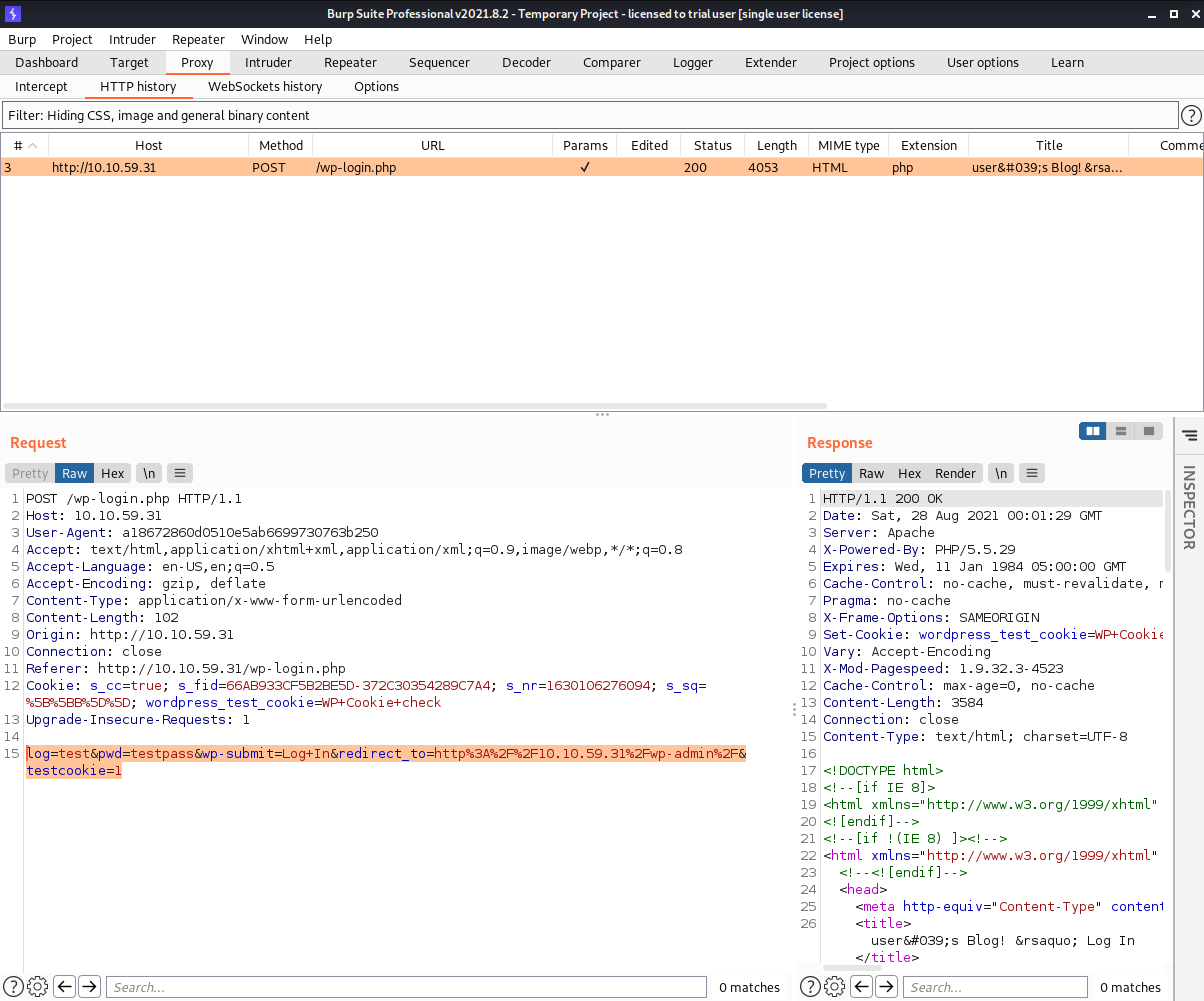 Burp Suite Professional v2021.8.2 - Temporary Project - licensed to trial user [single user license]
Burp Project Intruder Repeater Window Help
Dashboard Target Proxy Intruder Repeater Sequencer Decoder Comparer Logger Extender Project options User options Learn
Intercept HTTP history WebSockets history Options
Filter: Hiding CSS, image and general binary content
# Host Method URL Params Edited Status Length MIME type Extension Title Comme
3 http://10.10.59.31 POST /wp-login.php ✓ 200 4053 HTML php user&#039;s Blog! &rsa...
Request
Pretty Raw Hex \n
1 POST /wp-login.php HTTP/1.1
2 Host: 10.10.59.31
3 User-Agent: a18672860d0510e5ab6699730763b250
4 Accept: text/html,application/xhtml+xml,application/xml;q=0.9,image/webp,*/*;q=0.8
5 Accept-Language: en-US,en;q=0.5
6 Accept-Encoding: gzip, deflate
7 Content-Type: application/x-www-form-urlencoded
8 Content-Length: 102
9 Origin: http://10.10.59.31
10 Connection: close
11 Referer: http://10.10.59.31/wp-login.php
12 Cookie: s_cc=true; s_fid=66AB933CF5B2BE5D-372C30354289C7A4; s_nr=1630106276094; s_sq=
%5B%5BB%5D%5D; wordpress_test_cookie=WP+Cookie+check
13 Upgrade-Insecure-Requests: 1
14
15 log=test&pwd=testpass&wp-submit=Log+In&redirect_to=http%3A%2F%2F10.10.59.31%2Fwp-admin%2F&
testcookie=1
Search... 0 matches
Response
Pretty Raw Hex Render \n
1 HTTP/1.1 200 OK
2 Date: Sat, 28 Aug 2021 00:01:29 GMT
3 Server: Apache
4 X-Powered-By: PHP/5.5.29
5 Expires: Wed, 11 Jan 1984 05:00:00 GMT
6 Cache-Control: no-cache, must-revalidate, m
7 Pragma: no-cache
8 X-Frame-Options: SAMEORIGIN
9 Set-Cookie: wordpress_test_cookie=WP+Cookie
10 Vary: Accept-Encoding
11 X-Mod-Pagespeed: 1.9.32.3-4523
12 Cache-Control: max-age=0, no-cache
13 Content-Length: 3584
14 Connection: close
15 Content-Type: text/html; charset=UTF-8
16
17 <!DOCTYPE html>
18 <!--[if IE 8]>
19 <html xmlns="http://www.w3.org/1999/xhtml"
20 <![endif]-->
21 <!--[if !(IE 8) ]><!-->
22 <html xmlns="http://www.w3.org/1999/xhtml"
23 <!--<![endif]-->
24 <head>
25 <meta http-equiv="Content-Type" content
26 <title>
user&#039;s Blog! &rsaquo; Log In
</title>
Search... 0 matches
INSPECTOR